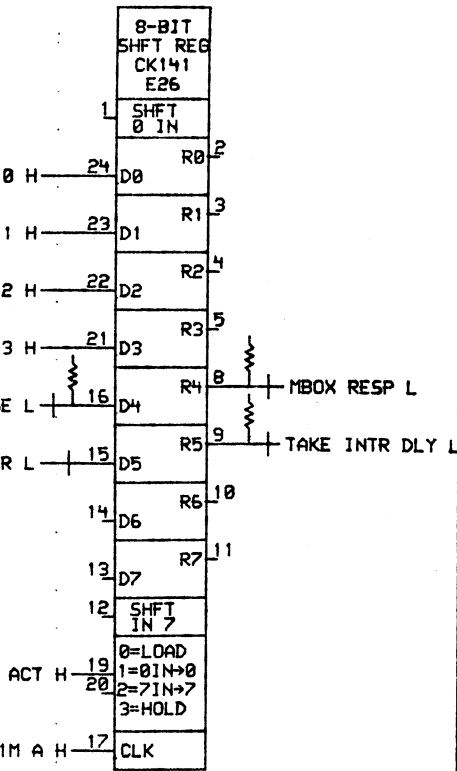 8-BIT
SHFT REG
CK141
E26
1 SHFT
0 IN
R0 2
0 H 24 D0
R1 3
1 H 23 D1
R2 4
2 H 22 D2
R3 5
3 H 21 D3
R4 8 MBOX RESP L
E L 16 D4
R5 9 TAKE INTR DLY L
R L 15 D5
R6 10
14 D6
R7 11
13 D7
12 SHFT
IN 7
0=LOAD
ACT H 19 1=0IN→0
20 2=7IN→7
3=HOLD
1M A H 17 CLK